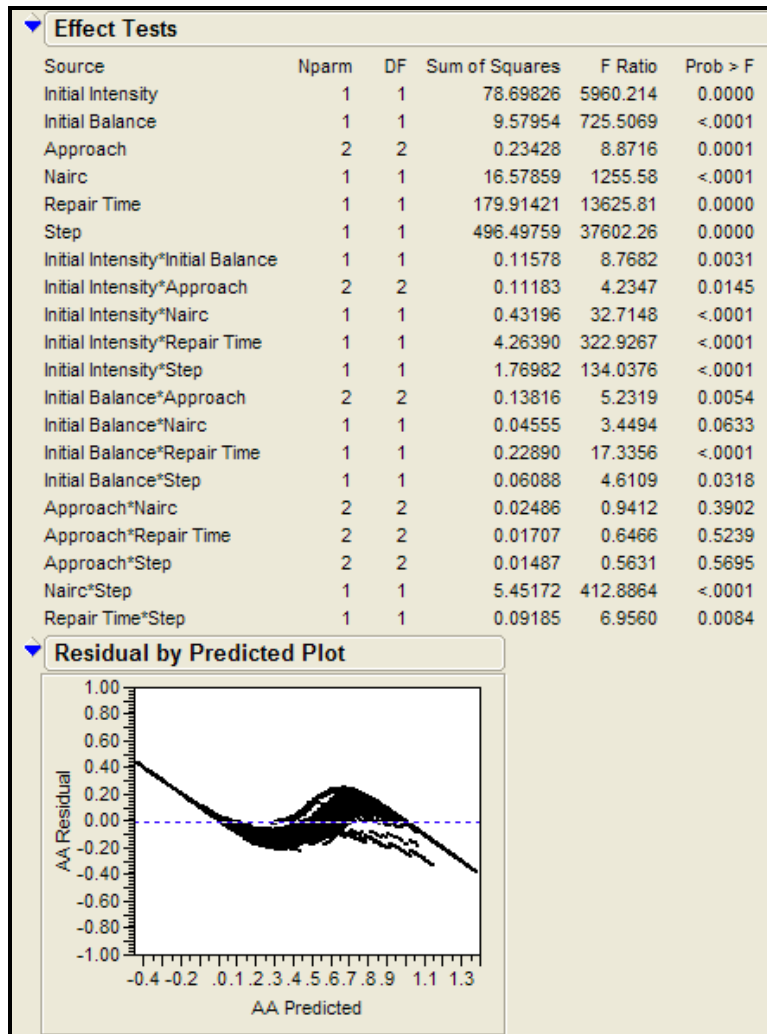 Effect Tests
Source Nparm DF Sum of Squares F Ratio Prob > F
Initial Intensity 1 1 78.69826 5960.214 0.0000
Initial Balance 1 1 9.57954 725.5069 <.0001
Approach 2 2 0.23428 8.8716 0.0001
Nairc 1 1 16.57859 1255.58 <.0001
Repair Time 1 1 179.91421 13625.81 0.0000
Step 1 1 496.49759 37602.26 0.0000
Initial Intensity*Initial Balance 1 1 0.11578 8.7682 0.0031
Initial Intensity*Approach 2 2 0.11183 4.2347 0.0145
Initial Intensity*Nairc 1 1 0.43196 32.7148 <.0001
Initial Intensity*Repair Time 1 1 4.26390 322.9267 <.0001
Initial Intensity*Step 1 1 1.76982 134.0376 <.0001
Initial Balance*Approach 2 2 0.13816 5.2319 0.0054
Initial Balance*Nairc 1 1 0.04555 3.4494 0.0633
Initial Balance*Repair Time 1 1 0.22890 17.3356 <.0001
Initial Balance*Step 1 1 0.06088 4.6109 0.0318
Approach*Nairc 2 2 0.02486 0.9412 0.3902
Approach*Repair Time 2 2 0.01707 0.6466 0.5239
Approach*Step 2 2 0.01487 0.5631 0.5695
Nairc*Step 1 1 5.45172 412.8864 <.0001
Repair Time*Step 1 1 0.09185 6.9560 0.0084
Residual by Predicted Plot
1.00
0.80
0.60
0.40
0.20
0.00
-0.20
-0.40
-0.60
-0.80
-1.00
AA Residual
-0.4 -0.2 .0 .1 .2 .3 .4 .5 .6 .7 .8 .9 1.1 1.3
AA Predicted